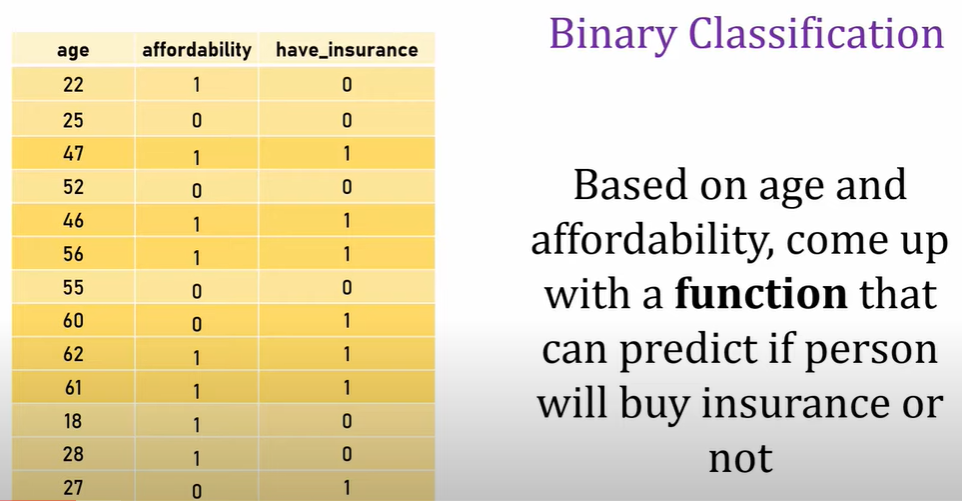 Binary Classification
age affordability have_insurance
22 1 0
25 0 0
47 1 1
52 0 0
46 1 1
56 1 1
55 0 0
60 0 1
62 1 1
61 1 1
18 1 0
28 1 0
27 0 1
Based on age and
affordability, come up
with a function that
can predict if person
will buy insurance or
not